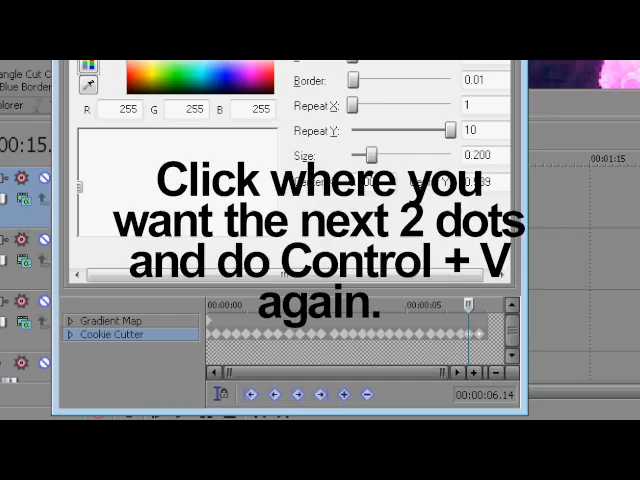 angle Cut C
Blue Border
Border: 0.01
plorer
R 255 G 255 B 255
Repeat X: 1
Repeat Y: 10
00:00:15.
Size: 0.200
00:01:15
Click where you
want the next 2 dots
and do Control + V
again.
00:00:00 00:00:05
Gradient Map
Cookie Cutter
00:00:06.14